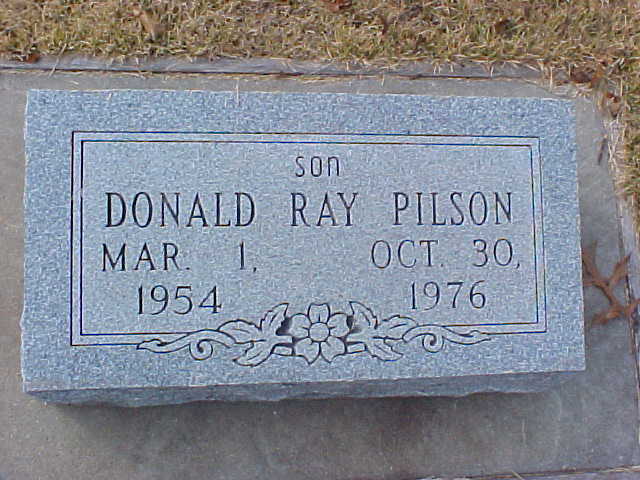 son
DONALD RAY PILSON
MAR. 1, OCT. 30,
1954 1976